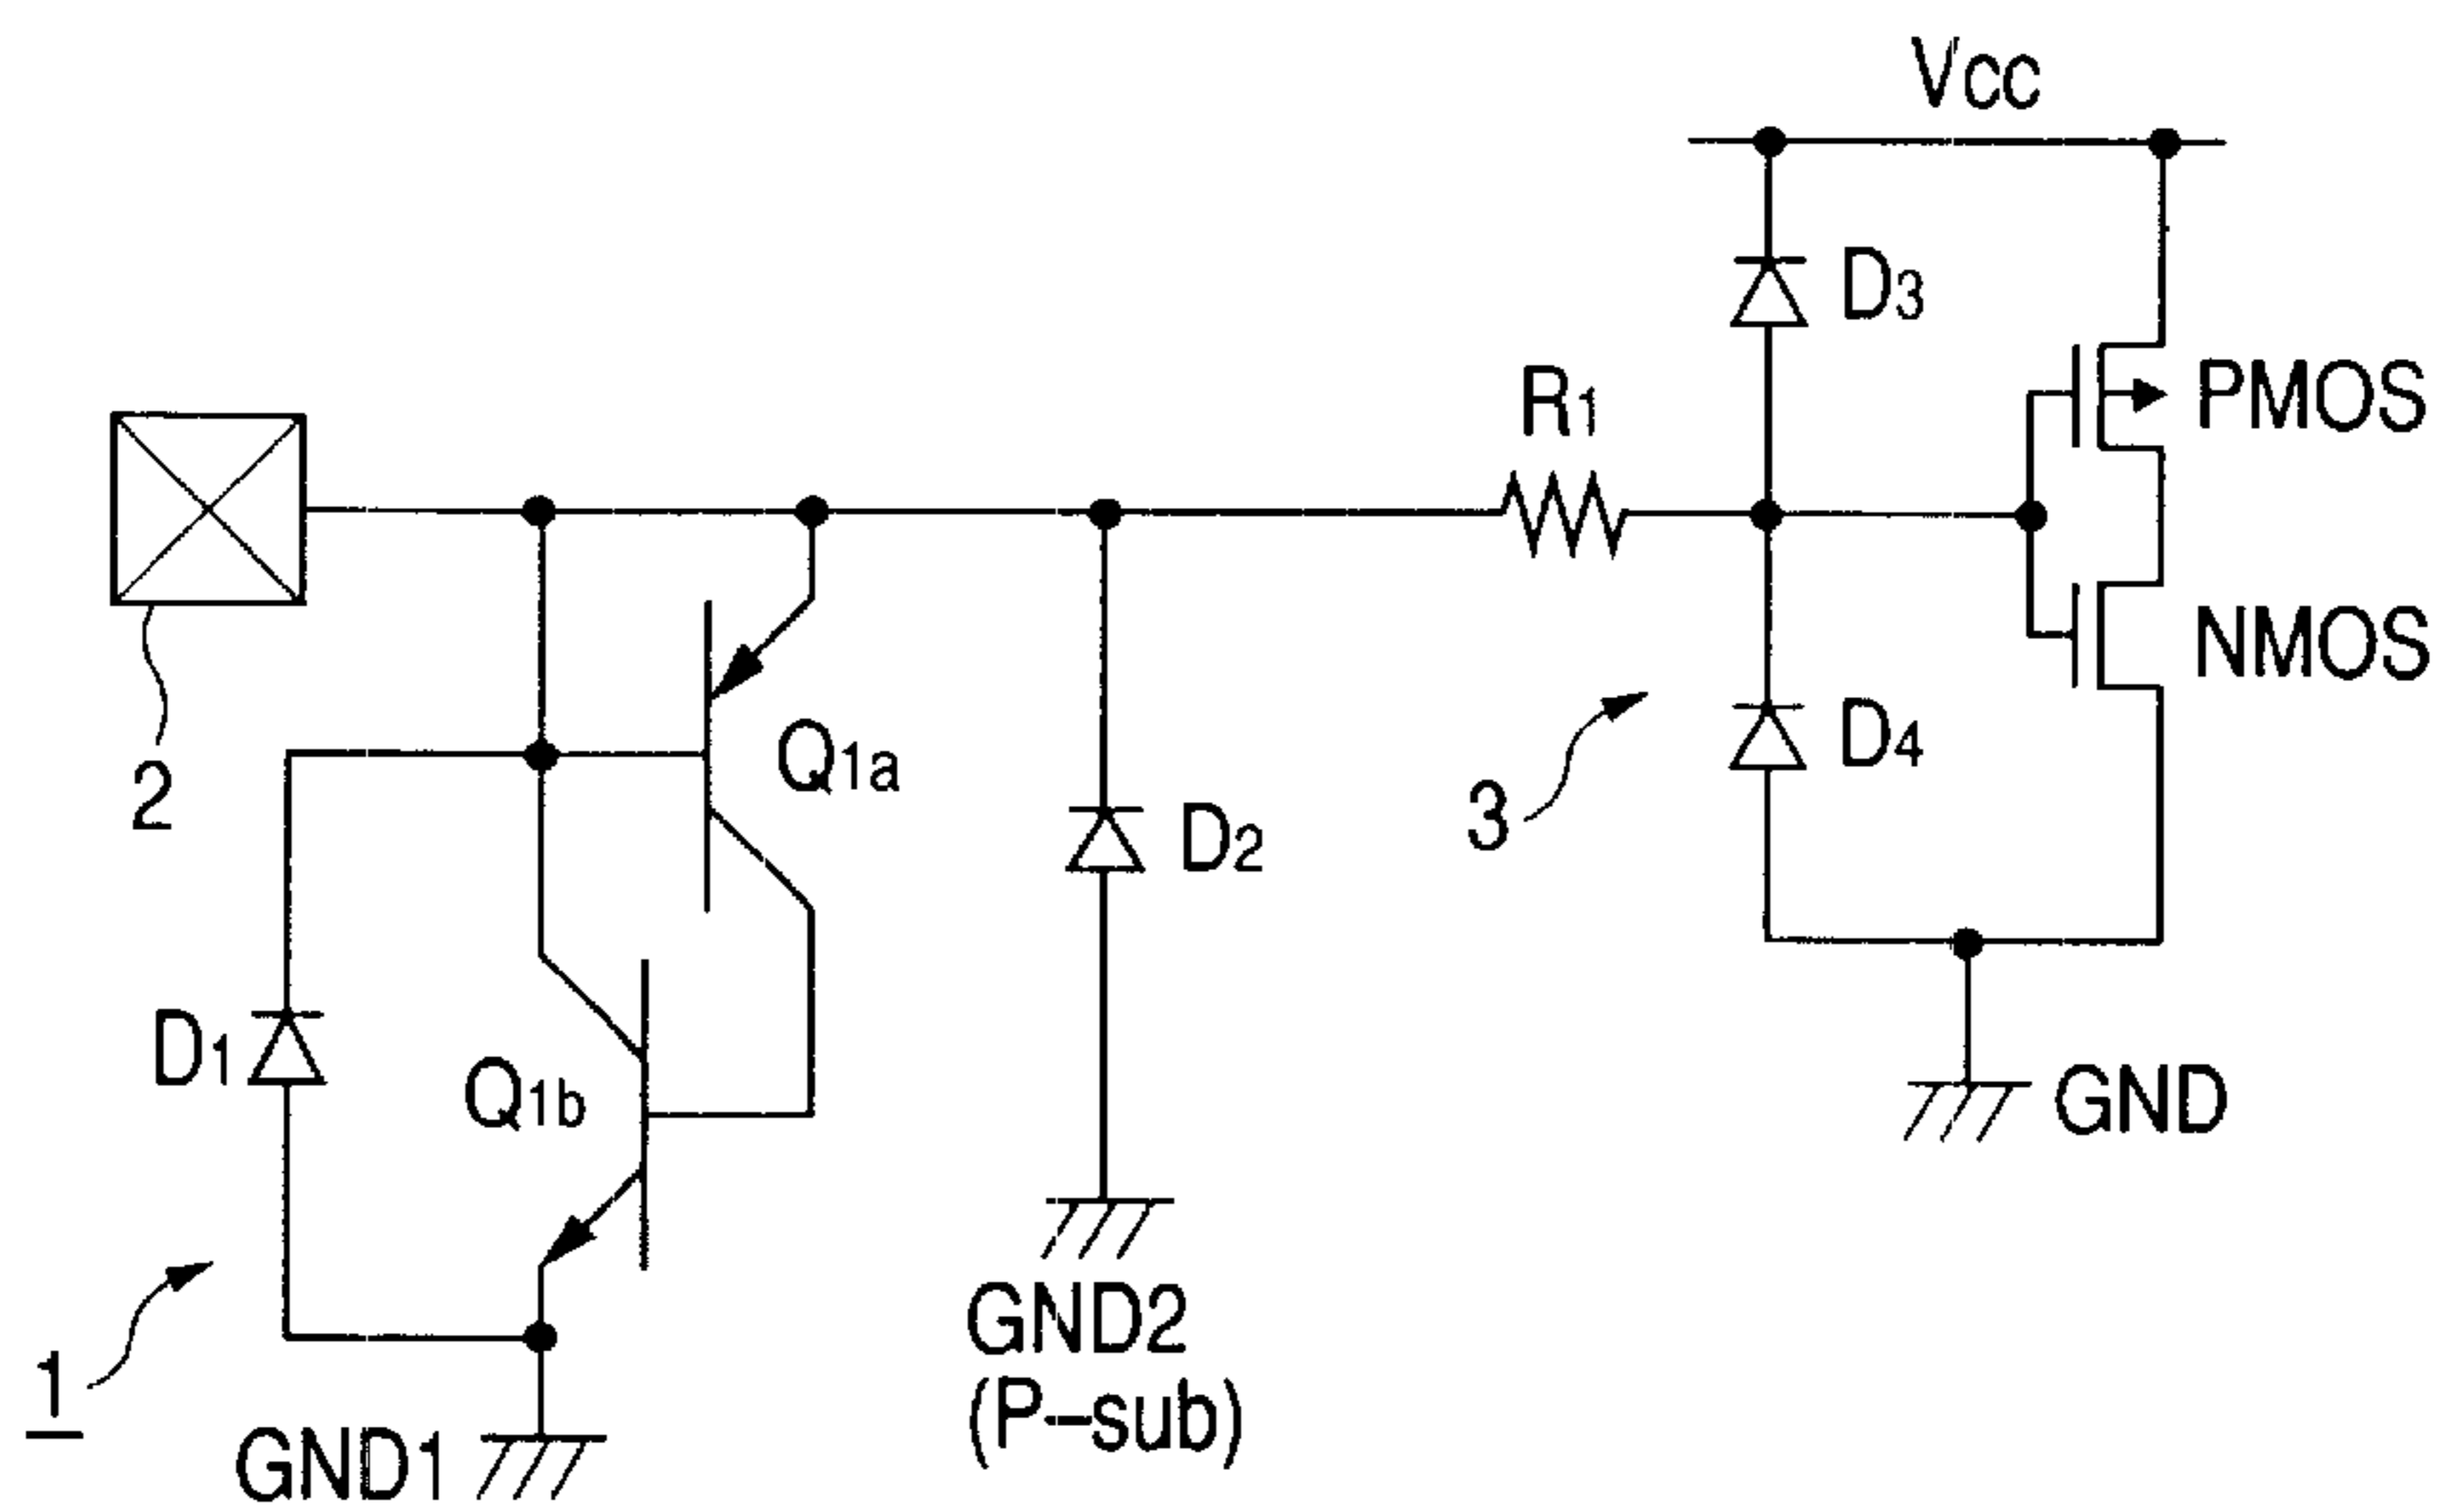 Vcc
D3
R1
PMOS
2
Q1a
D2
3
D4
NMOS
D1
Q1b
GND
1
GND1
GND2
(P-sub)